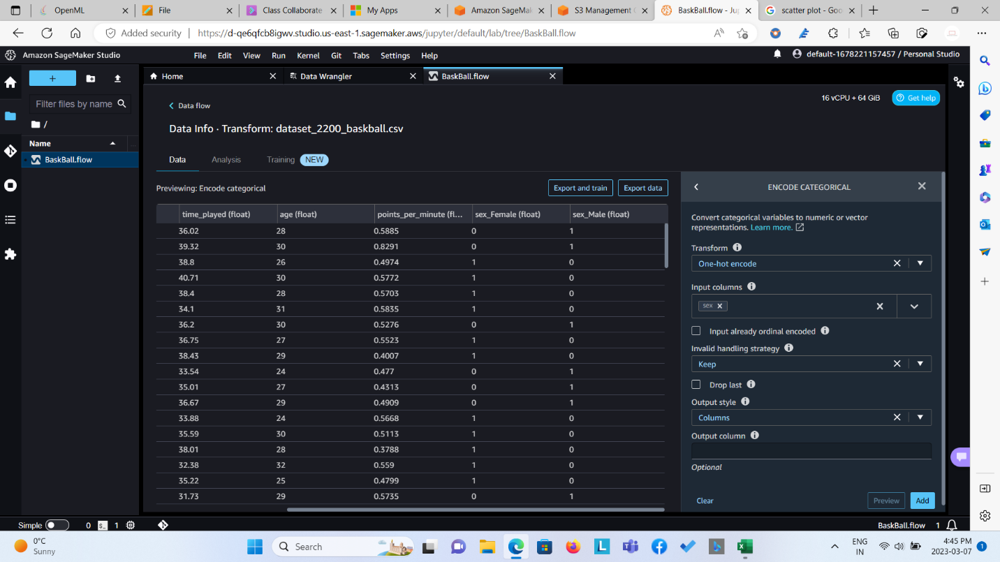 OpenML
File
Class Collaborate
My Apps
Amazon SageMak
S3 Management C
BaskBall.flow - Jup
scatter plot - Goo
Added security
https://d-qe6qfcb8igwv.studio.us-east-1.sagemaker.aws/jupyter/default/lab/tree/BaskBall.flow
Amazon SageMaker Studio
File Edit View Run Kernel Git Tabs Settings Help
default-1678221157457 / Personal Studio
Home
Data Wrangler
BaskBall.flow
Filter files by name
/
Name
BaskBall.flow
Data flow
16 vCPU + 64 GiB
Get help
Data Info · Transform: dataset_2200_baskball.csv
Data Analysis Training NEW
Previewing: Encode categorical
Export and train
Export data
time_played (float) age (float) points_per_minute (fl... sex_Female (float) sex_Male (float)
36.02 28 0.5885 0 1
39.32 30 0.8291 0 1
38.8 26 0.4974 1 0
40.71 30 0.5772 1 0
38.4 28 0.5703 1 0
34.1 31 0.5835 1 0
36.2 30 0.5276 0 1
36.75 27 0.5523 1 0
38.43 29 0.4007 1 0
33.54 24 0.477 0 1
35.01 27 0.4313 0 1
36.67 29 0.4909 0 1
33.88 24 0.5668 1 0
35.59 30 0.5113 1 0
38.01 28 0.3788 1 0
32.38 32 0.559 1 0
35.22 25 0.4799 1 0
31.73 29 0.5735 0 1
ENCODE CATEGORICAL
Convert categorical variables to numeric or vector
representations. Learn more.
Transform
One-hot encode
Input columns
sex
Input already ordinal encoded
Invalid handling strategy
Keep
Drop last
Output style
Columns
Output column
Optional
Clear
Preview
Add
Simple 0 $_ 1
BaskBall.flow 1
0°C
Sunny
Search
ENG
IN
4:45 PM
2023-03-07
1